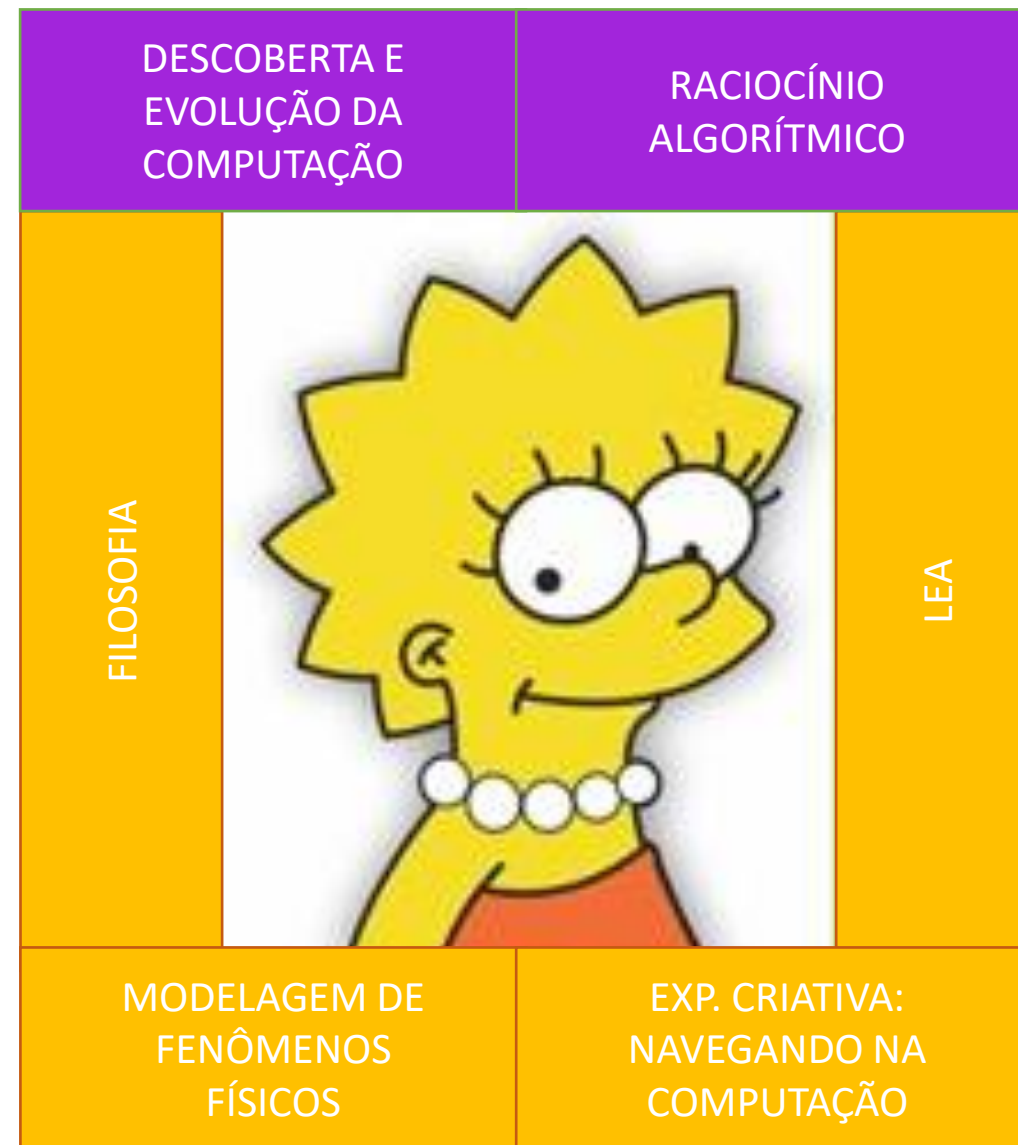 DESCOBERTA E
EVOLUÇÃO DA
COMPUTAÇÃO
RACIOCÍNIO
ALGORÍTMICO
FILOSOFIA
LEA
MODELAGEM DE
FENÔMENOS
FÍSICOS
EXP. CRIATIVA:
NAVEGANDO NA
COMPUTAÇÃO